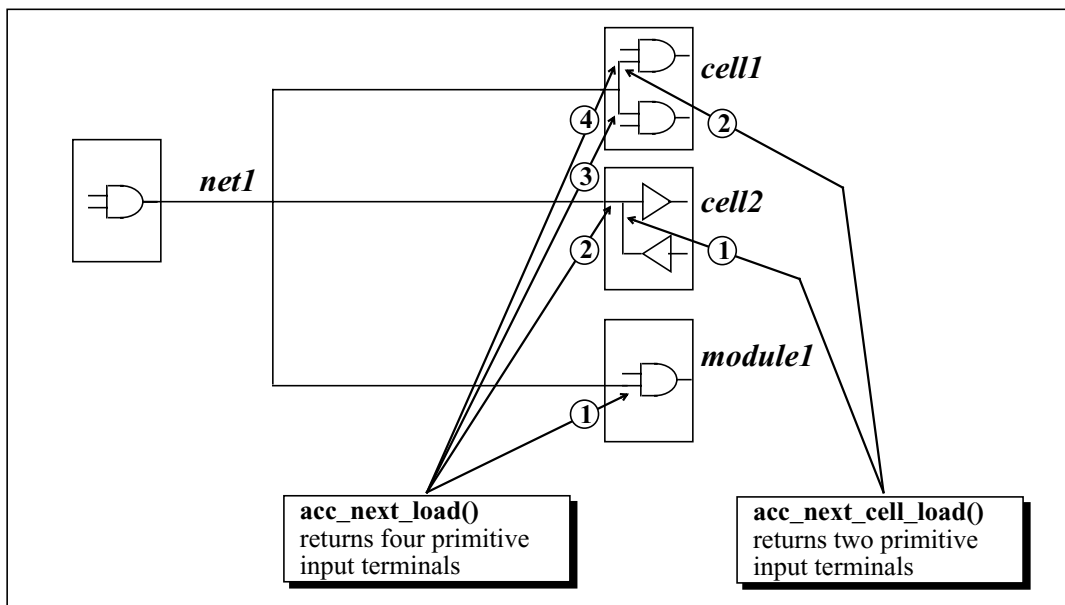 cell1
4
2
3
net1
cell2
2
1
module1
1
acc_next_load()
returns four primitive
input terminals
acc_next_cell_load()
returns two primitive
input terminals